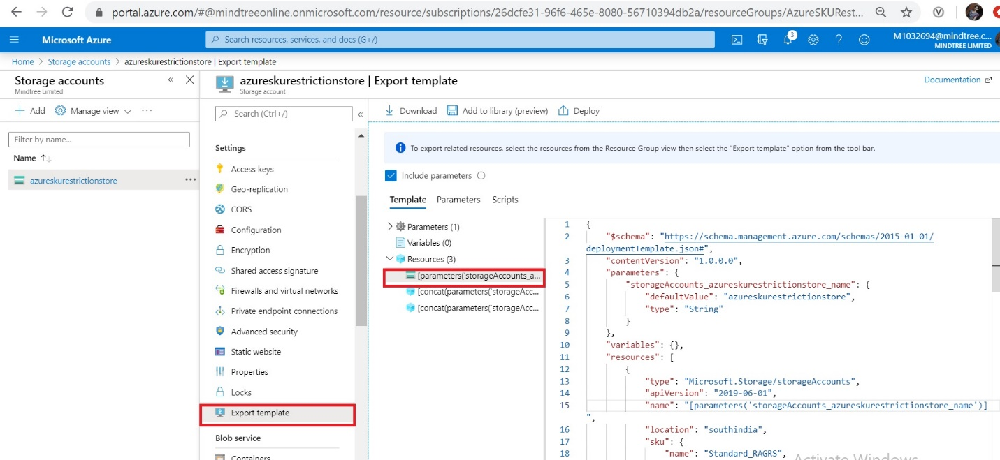 portal.azure.com/#@mindtreeonline.onmicrosoft.com/resource/subscriptions/26dcfe31-96f6-465e-8080-56710394db2a/resourceGroups/AzureSKURest...
Microsoft Azure
Search resources, services, and docs (G+/)
3
M1032694@mindtree.c...
MINDTREE LIMITED
Home > Storage accounts > azureskurestrictionstore | Export template
Storage accounts
Mindtree Limited
Add Manage view ...
Filter by name...
Name
azureskurestrictionstore ...
azureskurestrictionstore | Export template
Storage account
Documentation
Search (Ctrl+/)
Settings
Access keys
Geo-replication
CORS
Configuration
Encryption
Shared access signature
Firewalls and virtual networks
Private endpoint connections
Advanced security
Static website
Properties
Locks
Export template
Blob service
Containers
Download Add to library (preview) Deploy
To export related resources, select the resources from the Resource Group view then select the "Export template" option from the tool bar.
Include parameters
Template Parameters Scripts
Parameters (1)
Variables (0)
Resources (3)
[parameters('storageAccounts_a...
[concat(parameters('storageAcc...
[concat(parameters('storageAcc...
1 {
2 "$schema": "https://schema.management.azure.com/schemas/2015-01-01/
deploymentTemplate.json#",
3 "contentVersion": "1.0.0.0",
4 "parameters": {
5 "storageAccounts_azureskurestrictionstore_name": {
6 "defaultValue": "azureskurestrictionstore",
7 "type": "String"
8 }
9 },
10 "variables": {},
11 "resources": [
12 {
13 "type": "Microsoft.Storage/storageAccounts",
14 "apiVersion": "2019-06-01",
15 "name": "[parameters('storageAccounts_azureskurestrictionstore_name')]
",
16 "location": "southindia",
17 "sku": {
18 "name": "Standard_RAGRS",
Activate Windows